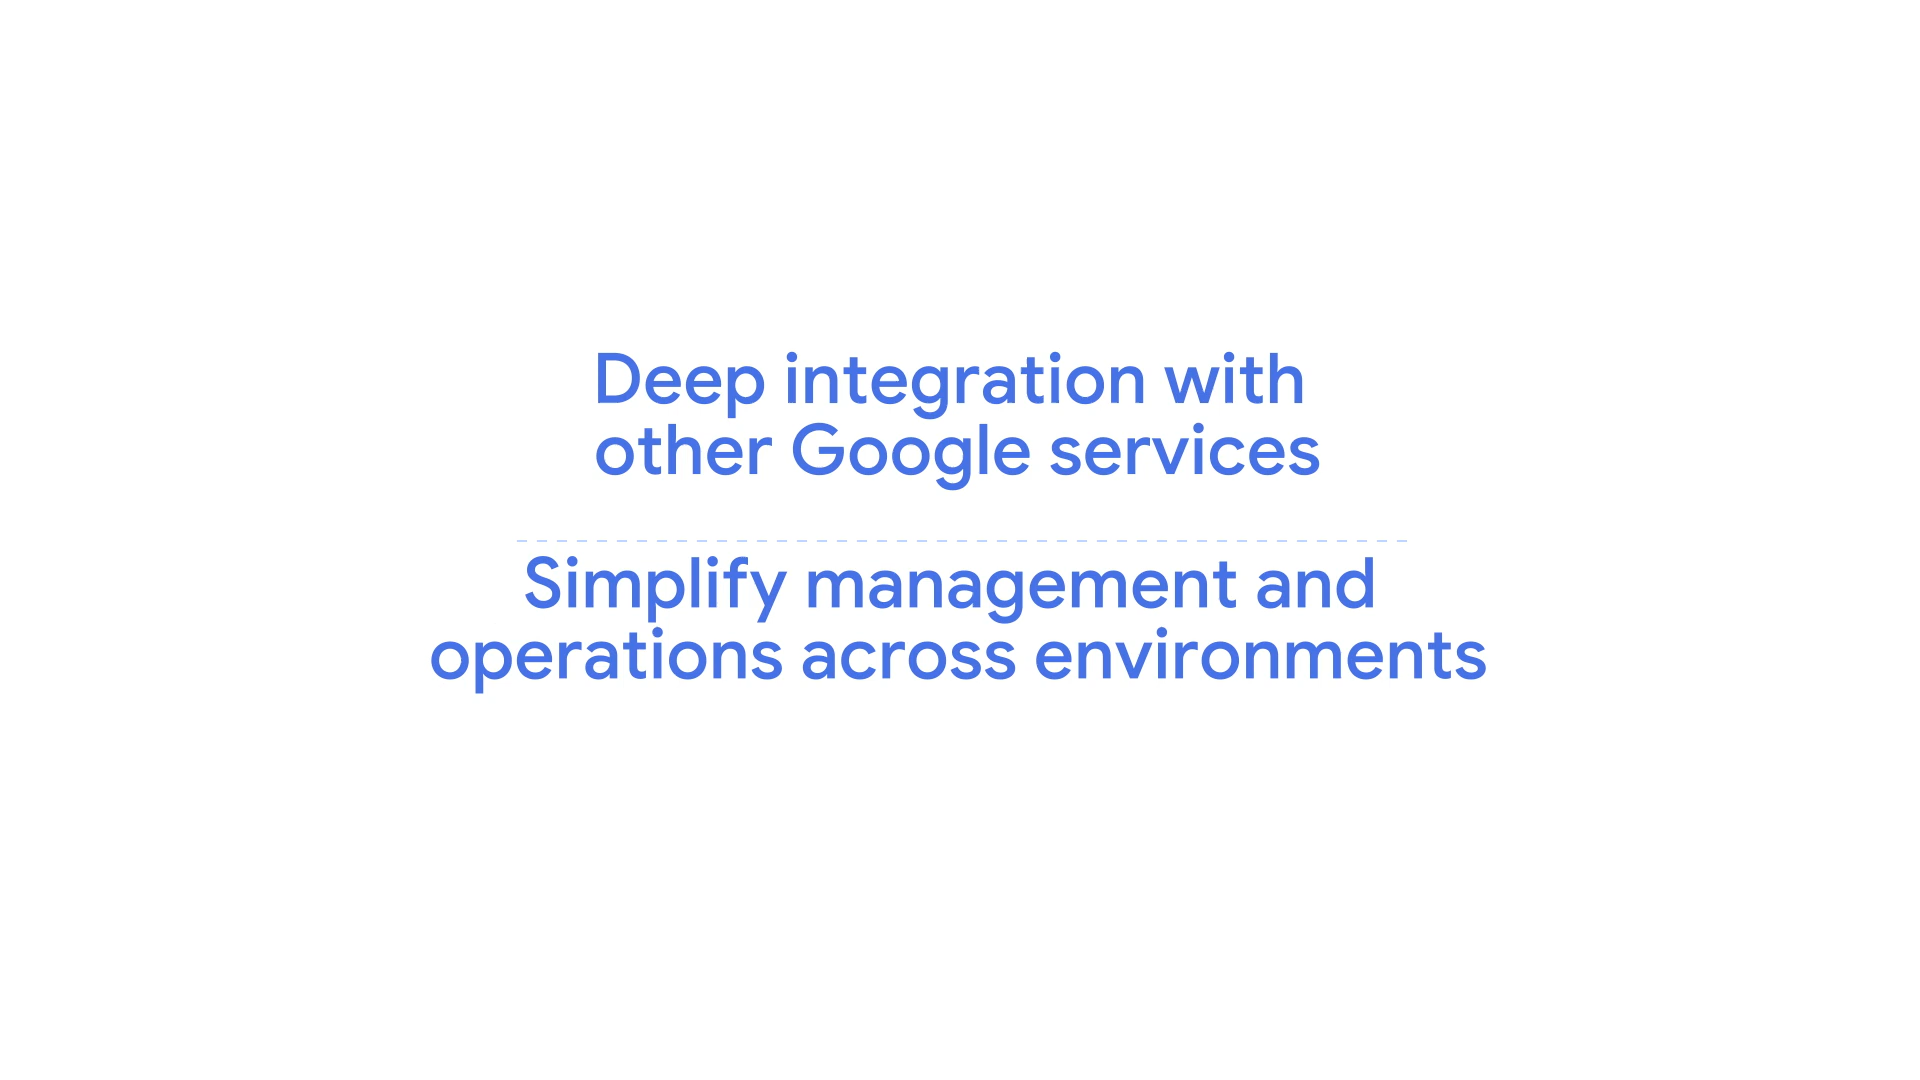 Deep integration with
other Google services
Simplify management and
operations across environments